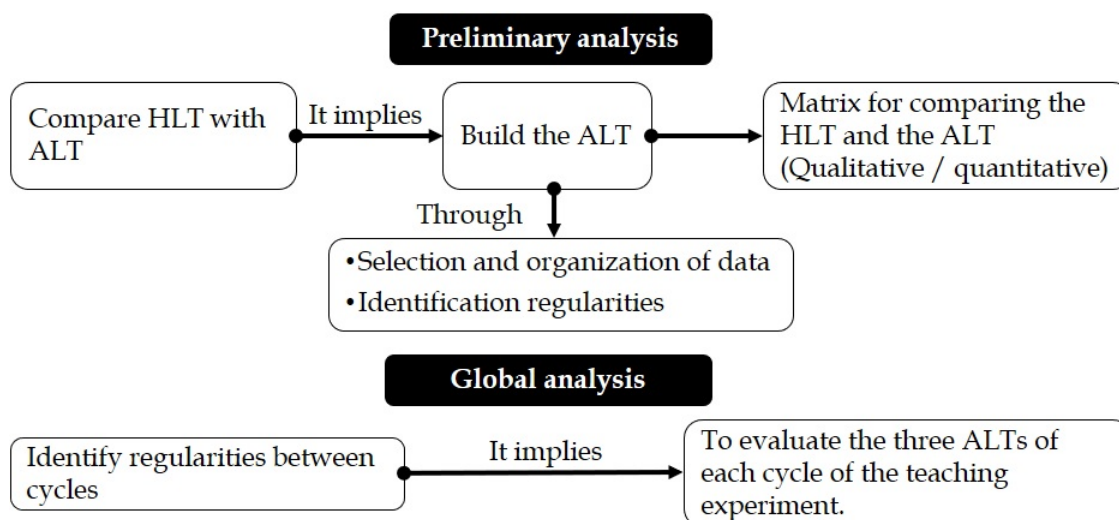 Preliminary analysis
Compare HLT with
ALT
It implies
Build the ALT
Matrix for comparing the
HLT and the ALT
(Qualitative / quantitative)
Through
•Selection and organization of data
•Identification regularities
Global analysis
Identify regularities between
cycles
It implies
To evaluate the three ALTs of
each cycle of the teaching
experiment.